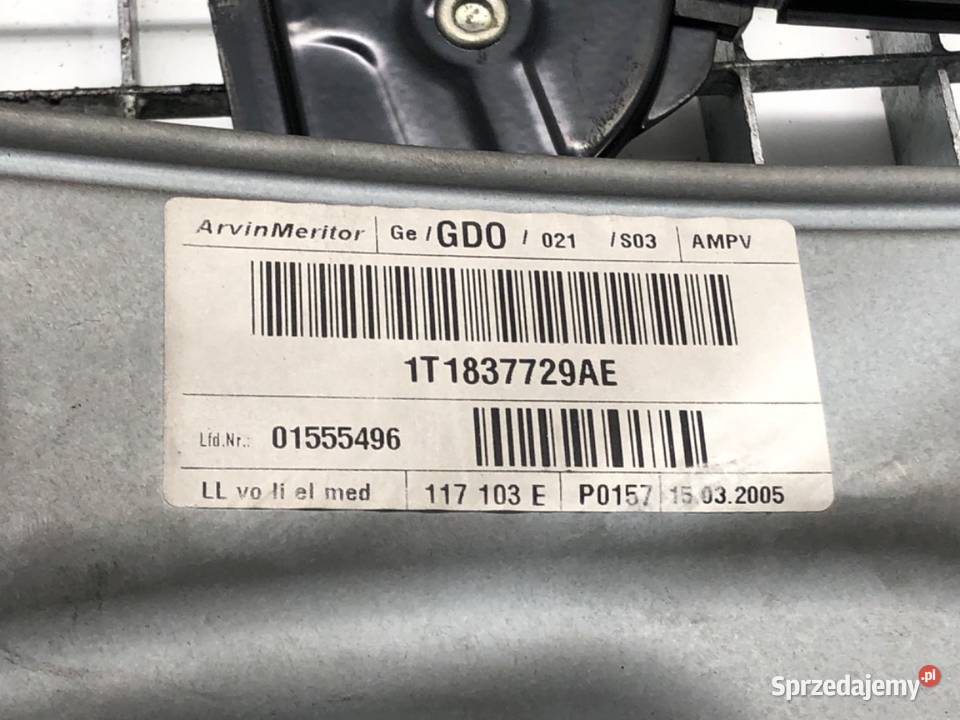 ArvinMeritor Ge / GDO / 021 / S03 AMPV
1T1837729AE
Lfd.Nr.: 01555496
LL vo li el med 117 103 E P0157 15.03.2005
Sprzedajemy.pl